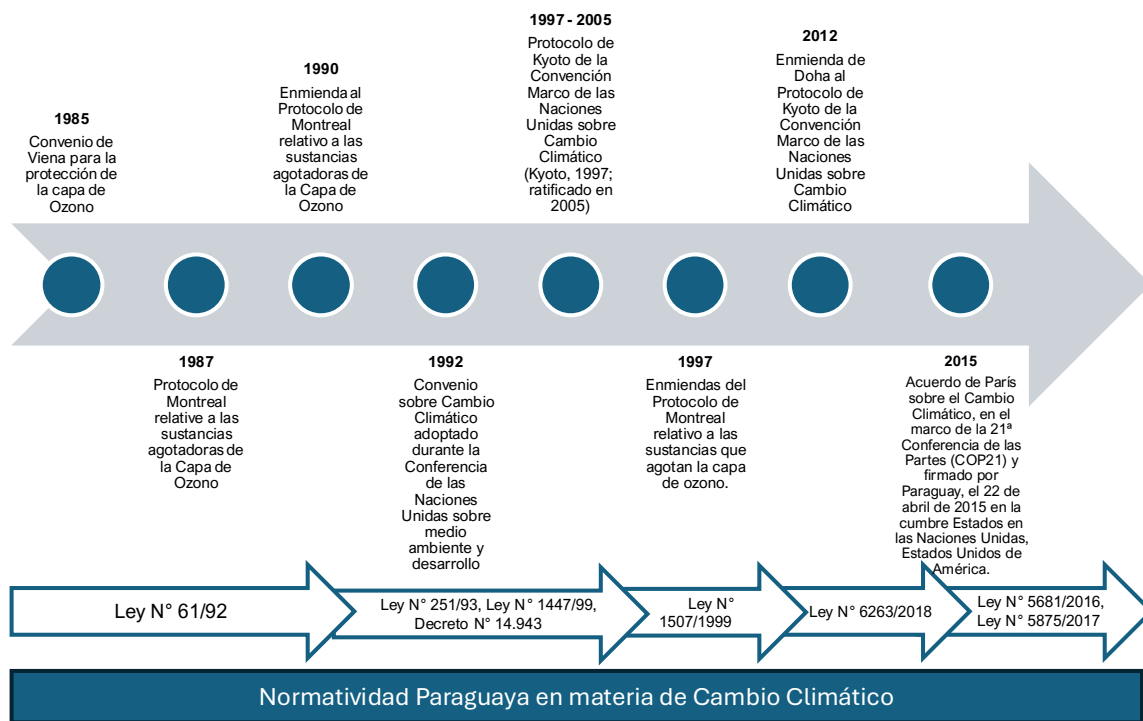 1985
Convenio de
Viena para la
protección de
la capa de
Ozono
1990
Enmienda al
Protocolo de
Montreal
relativo a las
sustancias
agotadoras de
la Capa de
Ozono
1997 - 2005
Protocolo de
Kyoto de la
Convención
Marco de las
Naciones
Unidas sobre
Cambio
Climático
(Kyoto, 1997;
ratificado en
2005)
2012
Enmienda de
Doha al
Protocolo de
Kyoto de la
Convención
Marco de las
Naciones
Unidas sobre
Cambio
Climático
1987
Protocolo de
Montreal
relative a las
sustancias
agotadoras de
la Capa de
Ozono
1992
Convenio
sobre Cambio
Climático
adoptado
durante la
Conferencia
de las
Naciones
Unidas sobre
medio
ambiente y
desarrollo
1997
Enmiendas del
Protocolo de
Montreal
relativo a las
sustancias que
agotan la capa
de ozono.
2015
Acuerdo de París
sobre el Cambio
Climático, en el
marco de la 21ª
Conferencia de las
Partes (COP21) y
firmado por
Paraguay, el 22 de
abril de 2015 en la
cumbre Estados en
las Naciones Unidas,
Estados Unidos de
América.
Ley N° 61/92
Ley N° 251/93, Ley N° 1447/99,
Decreto N° 14.943
Ley N°
1507/1999
Ley N° 6263/2018
Ley N° 5681/2016,
Ley N° 5875/2017
Normatividad Paraguaya en materia de Cambio Climático